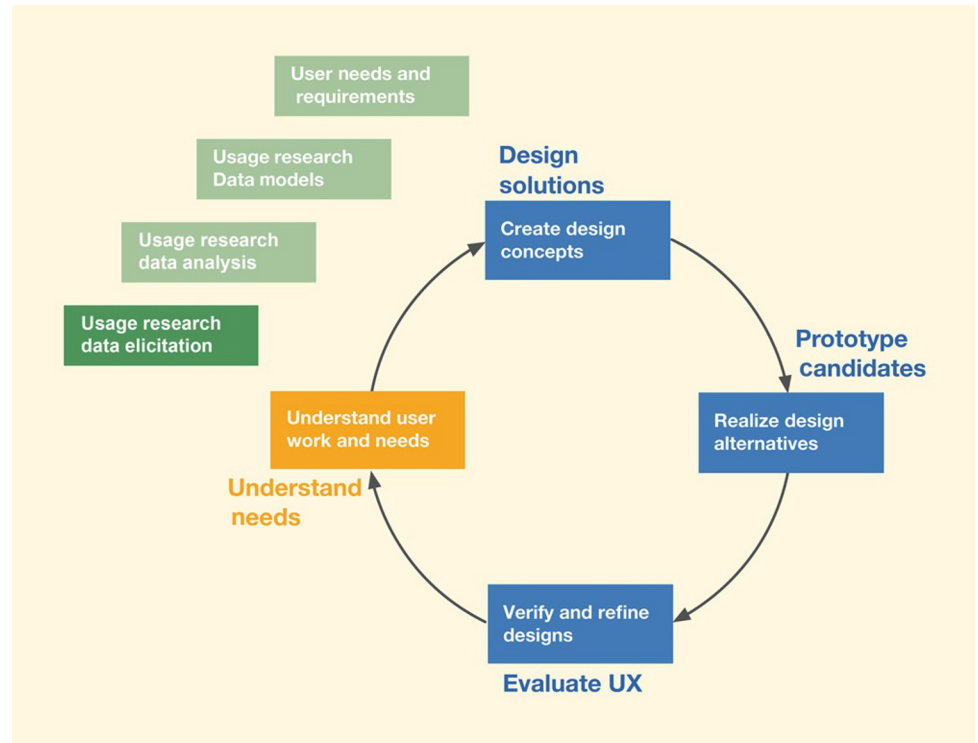 User needs and
requirements
Usage research
Data models
Usage research
data analysis
Usage research
data elicitation
Design
solutions
Create design
concepts
Prototype
candidates
Realize design
alternatives
Verify and refine
designs
Evaluate UX
Understand user
work and needs
Understand
needs